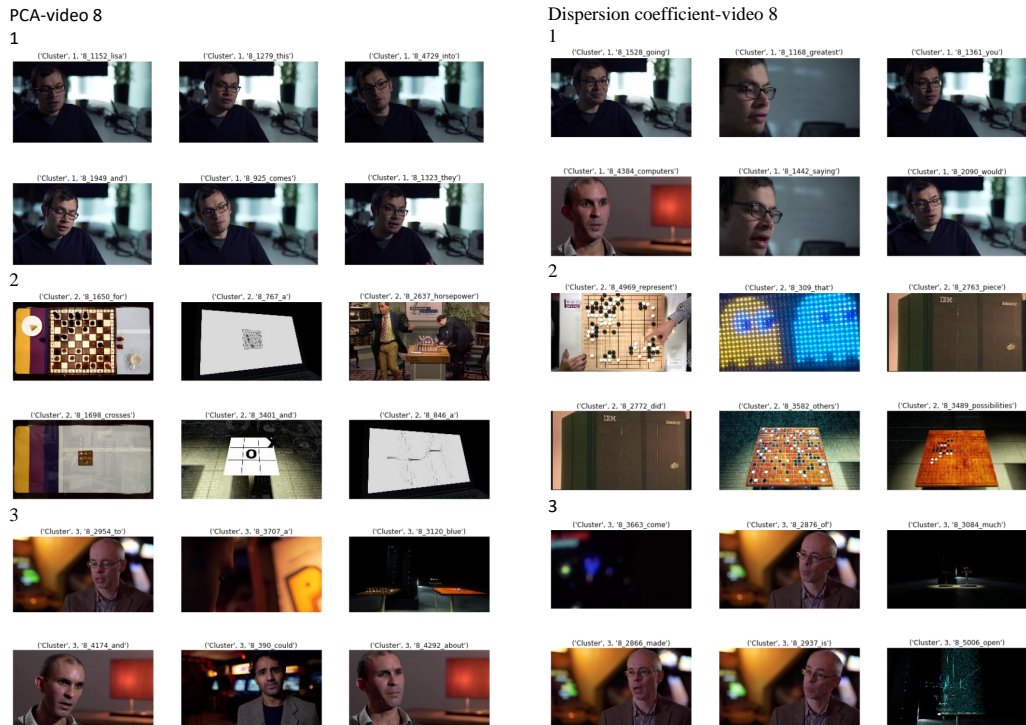 PCA-video 8
1
('Cluster', 1, '8_1152_lisa')
('Cluster', 1, '8_1279_this')
('Cluster', 1, '8_4729_into')
('Cluster', 1, '8_1949_and')
('Cluster', 1, '8_925_comes')
('Cluster', 1, '8_1323_they')
2
('Cluster', 2, '8_1650_for')
('Cluster', 2, '8_767_a')
('Cluster', 2, '8_2637_horsepower')
('Cluster', 2, '8_1698_crosses')
('Cluster', 2, '8_3401_and')
('Cluster', 2, '8_846_a')
3
('Cluster', 3, '8_2954_to')
('Cluster', 3, '8_3707_a')
('Cluster', 3, '8_3120_blue')
('Cluster', 3, '8_4174_and')
('Cluster', 3, '8_390_could')
('Cluster', 3, '8_4292_about')
Dispersion coefficient-video 8
1
('Cluster', 1, '8_1528_going')
('Cluster', 1, '8_1168_greatest')
('Cluster', 1, '8_1361_you')
('Cluster', 1, '8_4384_computers')
('Cluster', 1, '8_1442_saying')
('Cluster', 1, '8_2090_would')
2
('Cluster', 2, '8_4969_represent')
('Cluster', 2, '8_309_that')
('Cluster', 2, '8_2763_piece')
IBM
('Cluster', 2, '8_2772_did')
('Cluster', 2, '8_3582_others')
('Cluster', 2, '8_3489_possibilities')
IBM
3
('Cluster', 3, '8_3663_come')
('Cluster', 3, '8_2876_of')
('Cluster', 3, '8_3084_much')
('Cluster', 3, '8_2866_made')
('Cluster', 3, '8_2937_is')
('Cluster', 3, '8_5006_open')